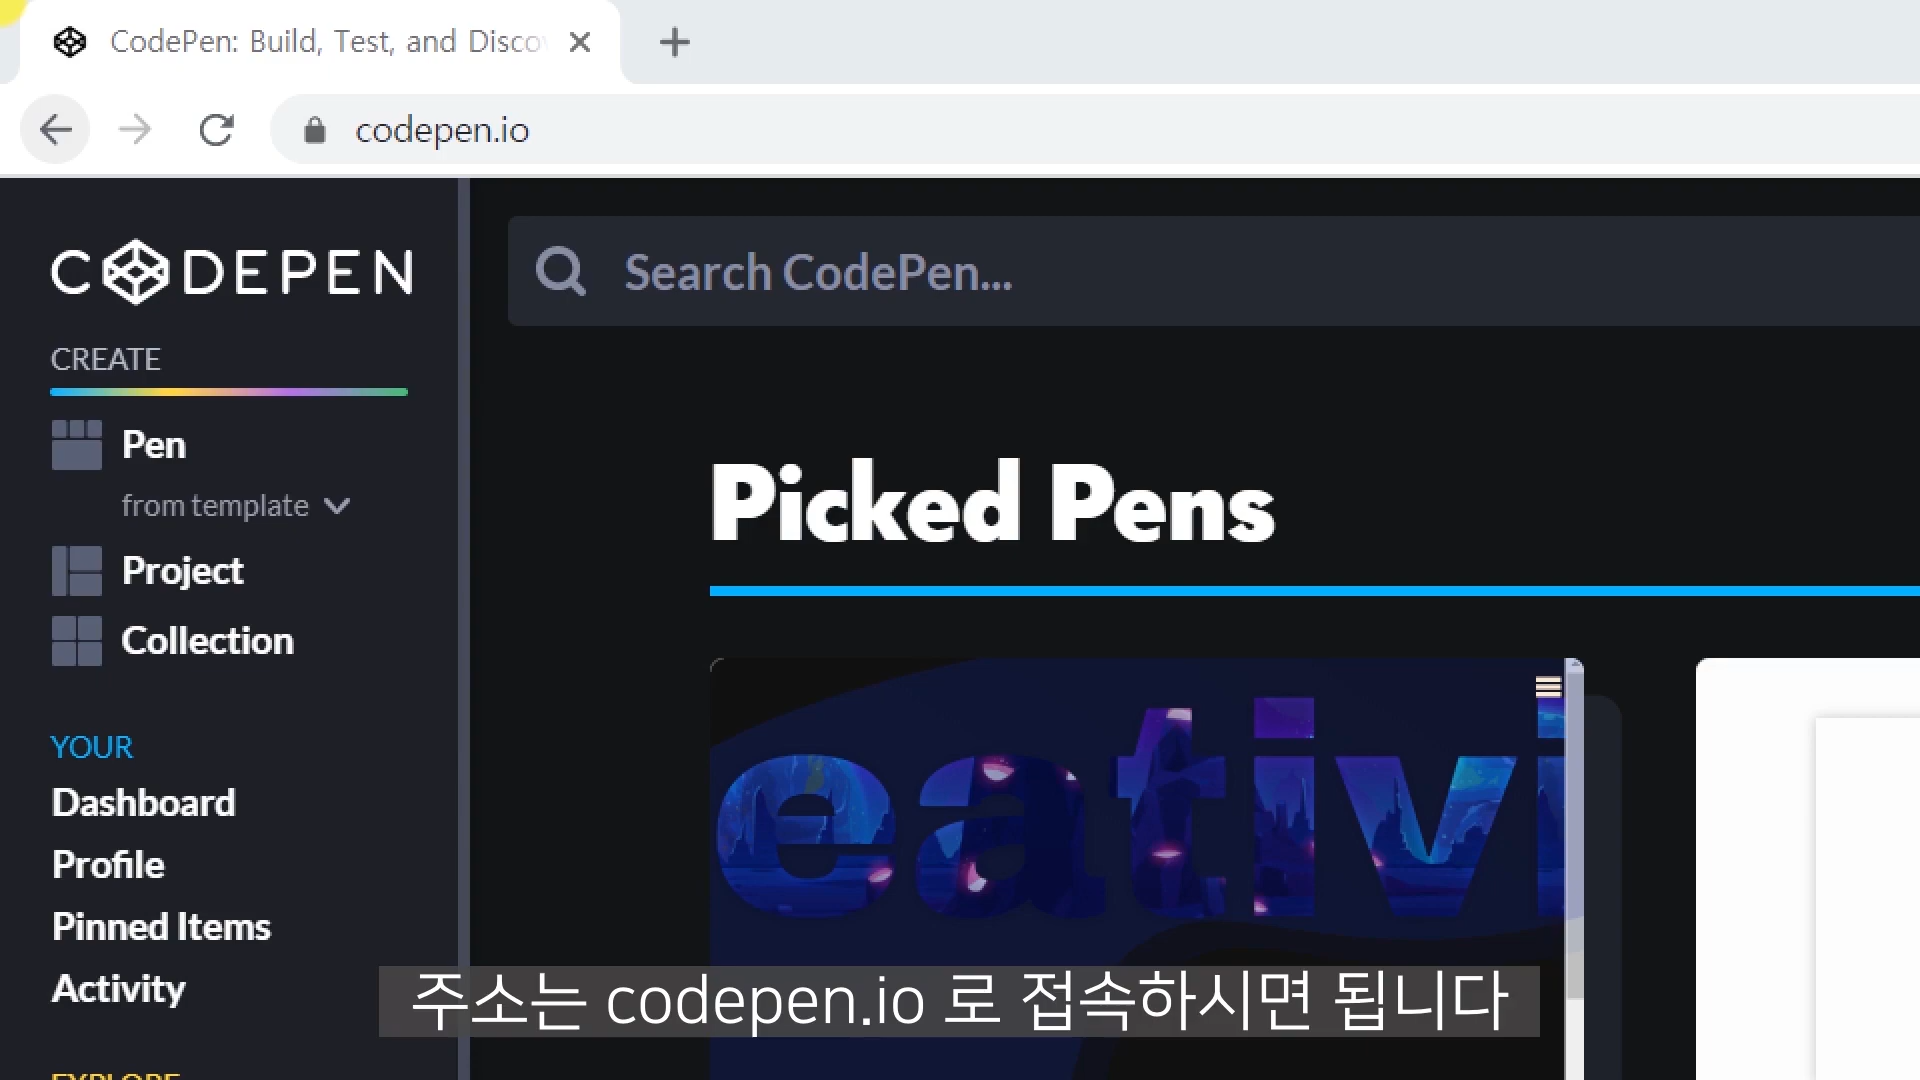 CodePen: Build, Test, and Disco
codepen.io
CODEPEN
Search CodePen...
CREATE
Pen
from template
Project
Collection
Picked Pens
YOUR
Dashboard
Profile
Pinned Items
Activity
eativi
주소는 codepen.io 로 접속하시면 됩니다
EXPLORE